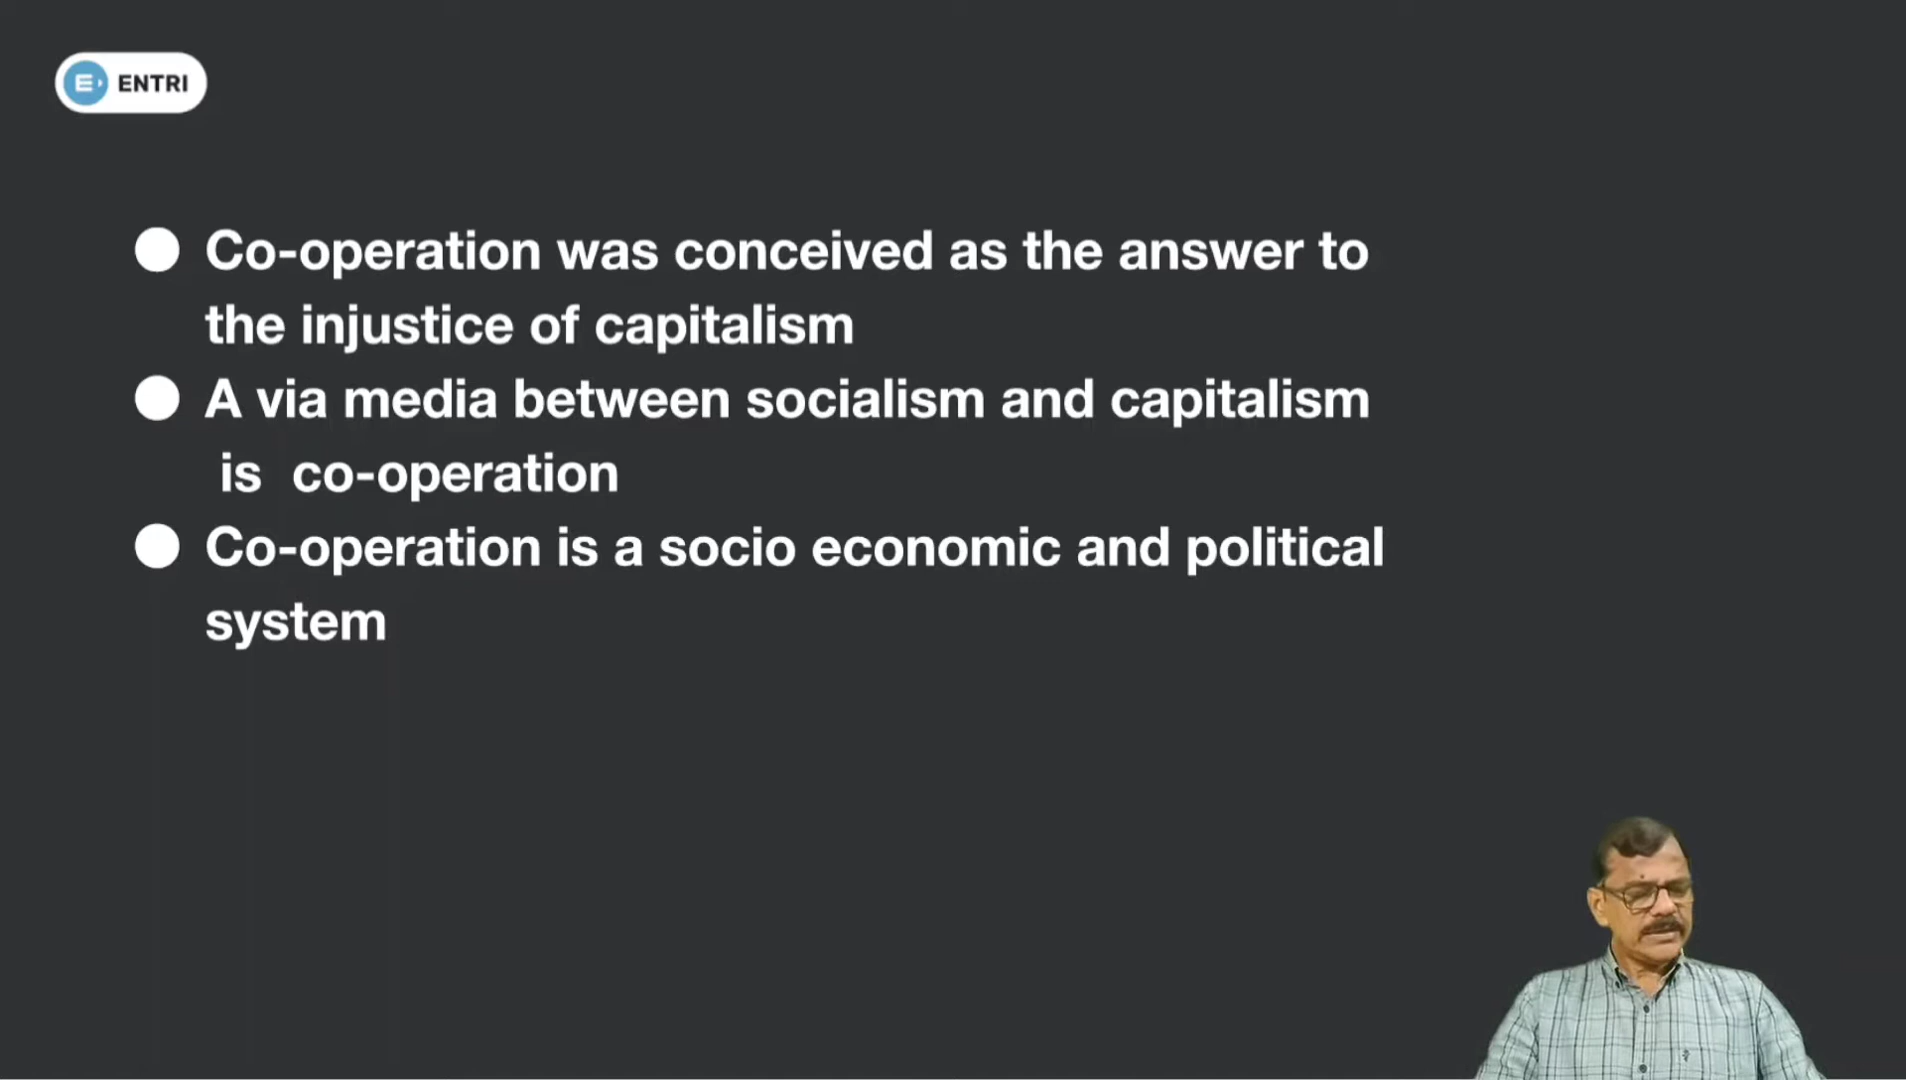 ENTRI
Co-operation was conceived as the answer to
the injustice of capitalism
A via media between socialism and capitalism
is co-operation
Co-operation is a socio economic and political
system